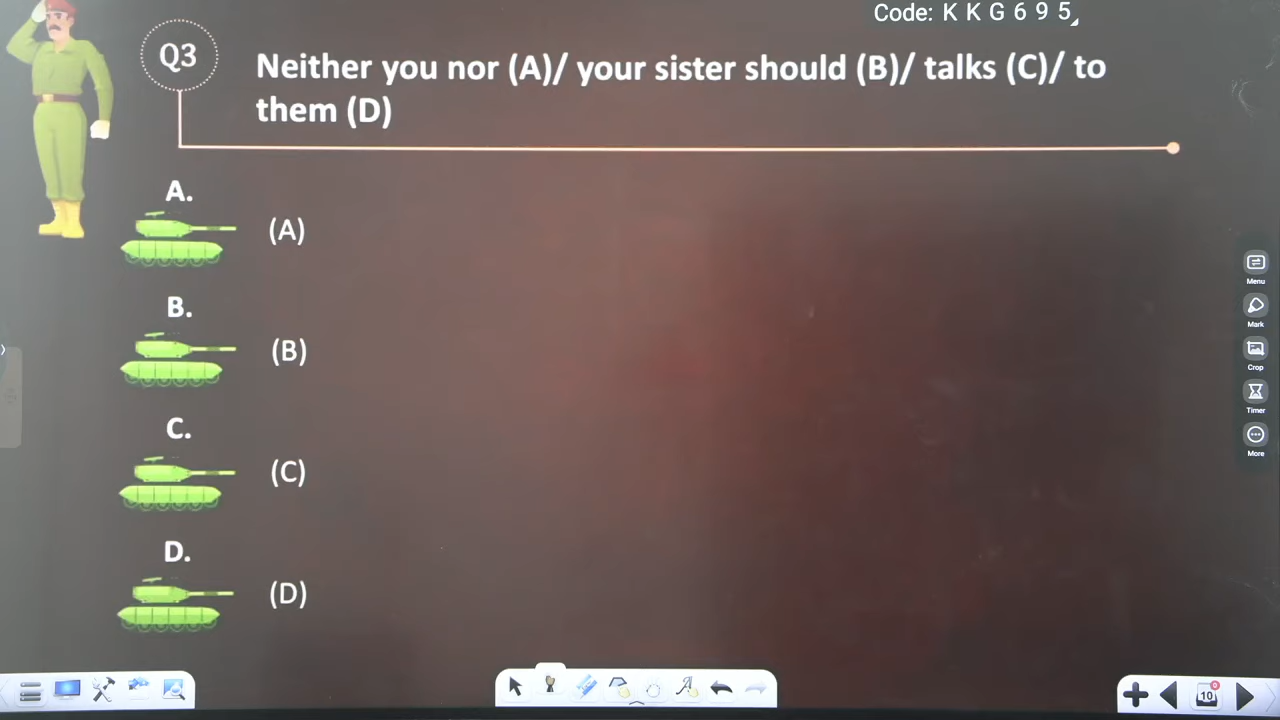 Code: K K G 6 9 5
Q3
Neither you nor (A)/ your sister should (B)/ talks (C)/ to
them (D)
A.
(A)
B.
(B)
C.
(C)
D.
(D)
Menu
Mark
Crop
Timer
More
10
0